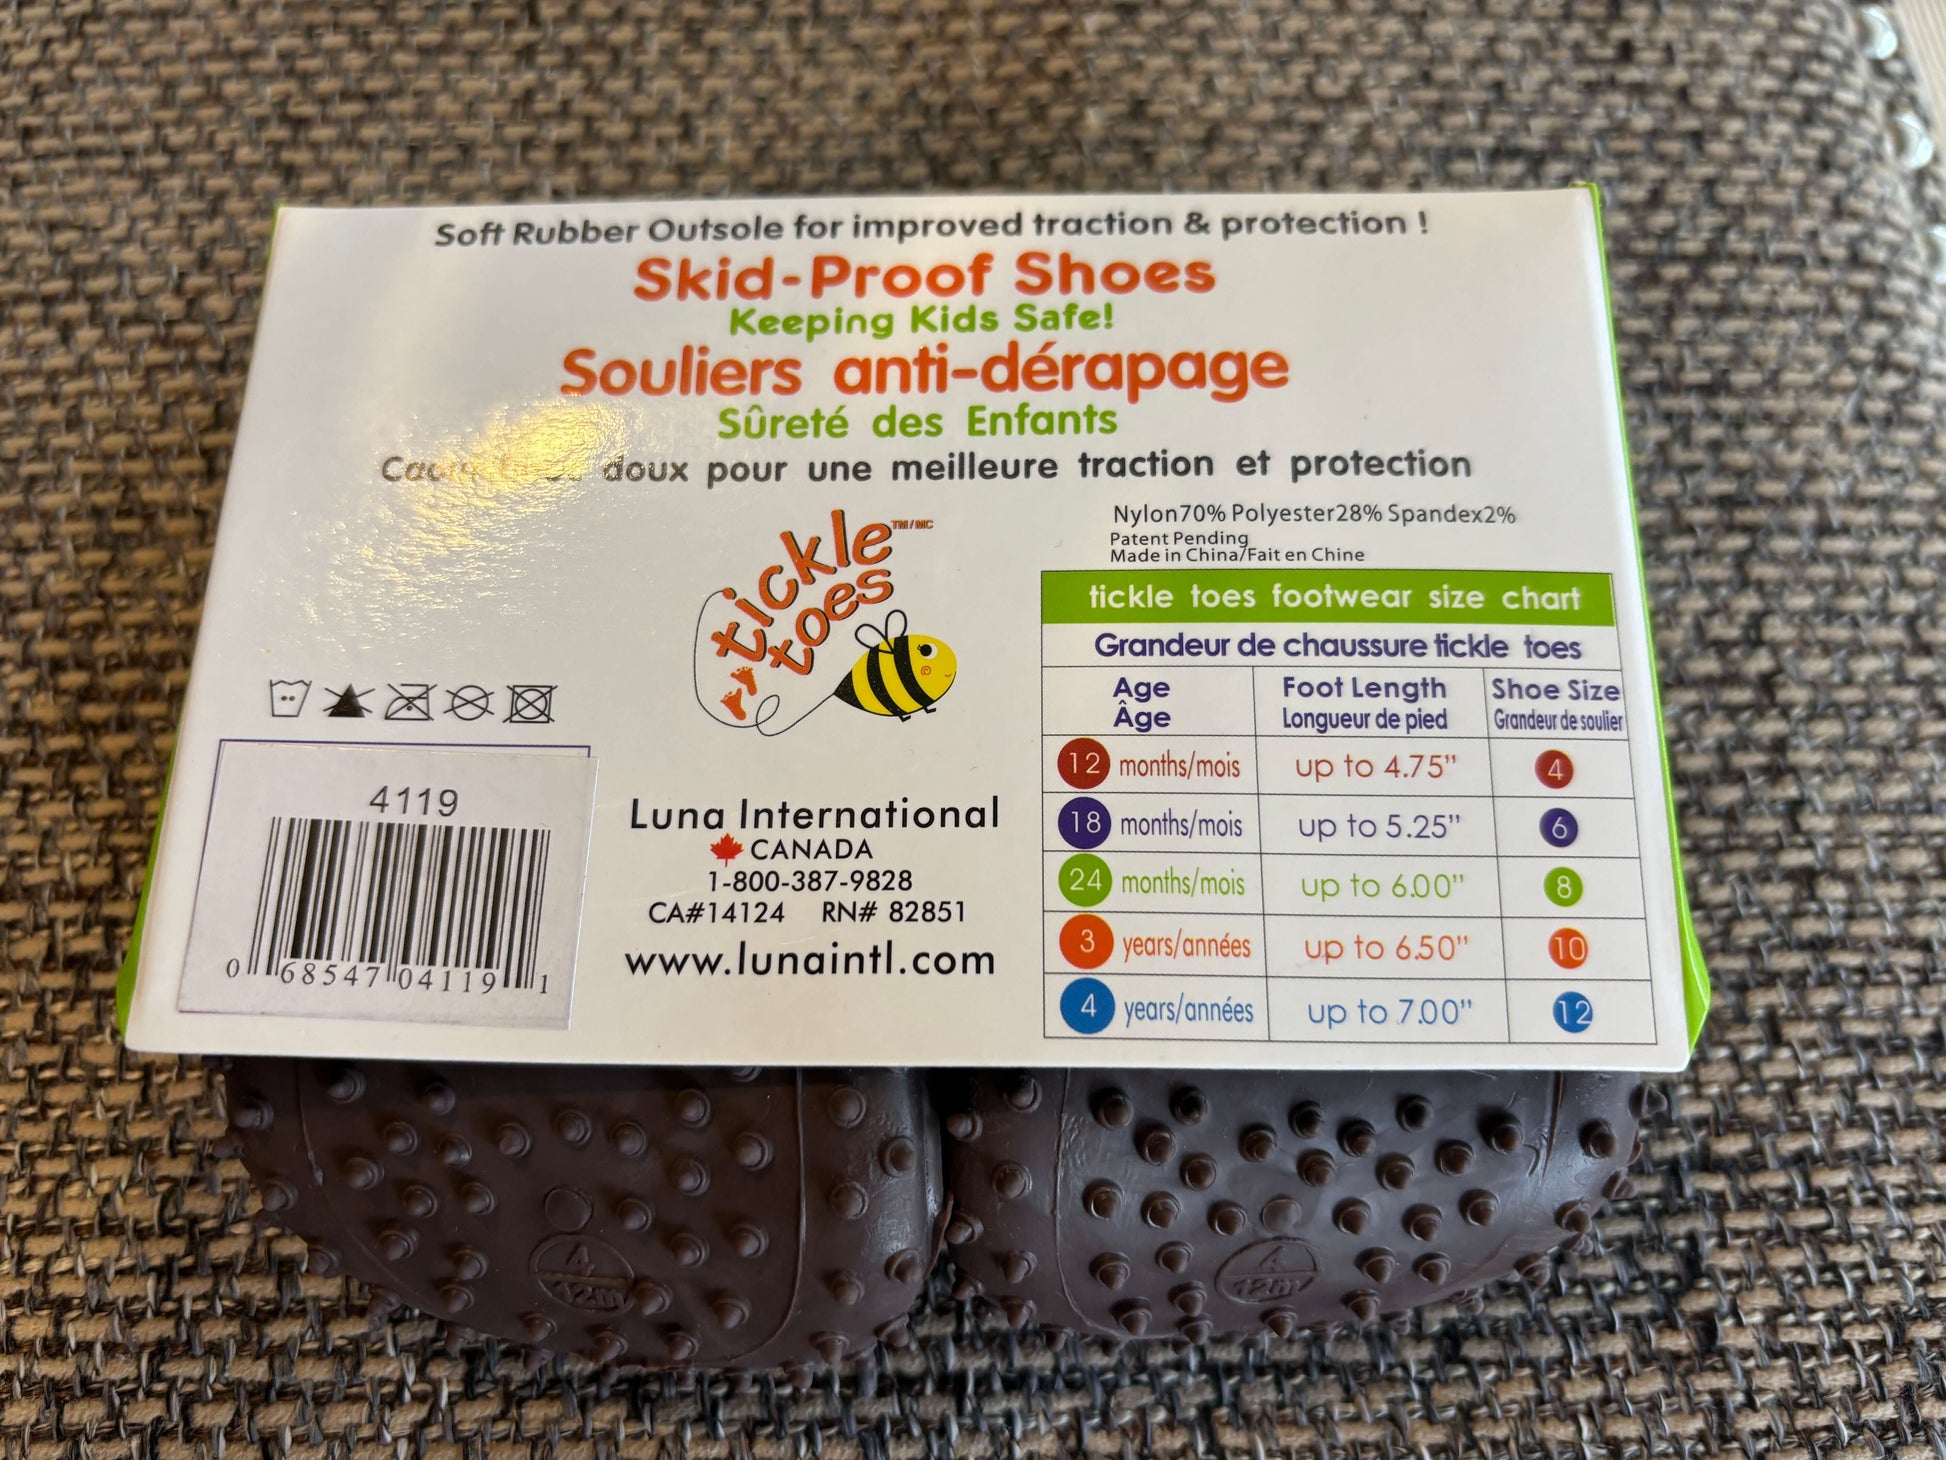 Soft Rubber Outsole for improved traction & protection !
Skid-Proof Shoes
Keeping Kids Safe!
Souliers anti-dérapage
Sûreté des Enfants
doux pour une meilleure traction et protection
Nylon70% Polyester28% Spandex2%
Patent Pending
Made in China/Fait en Chine
tickle toes TM/MC
tickle toes footwear size chart
Grandeur de chaussure tickle toes
Age Foot Length Shoe Size
Âge Longueur de pied Grandeur de soulier
12 months/mois up to 4.75" 4
18 months/mois up to 5.25" 6
24 months/mois up to 6.00" 8
3 years/années up to 6.50" 10
4 years/années up to 7.00" 12
4119
0 68547 04119 1
Luna International
CANADA
1-800-387-9828
CA#14124 RN# 82851
www.lunaintl.com
4
12m
4
12m